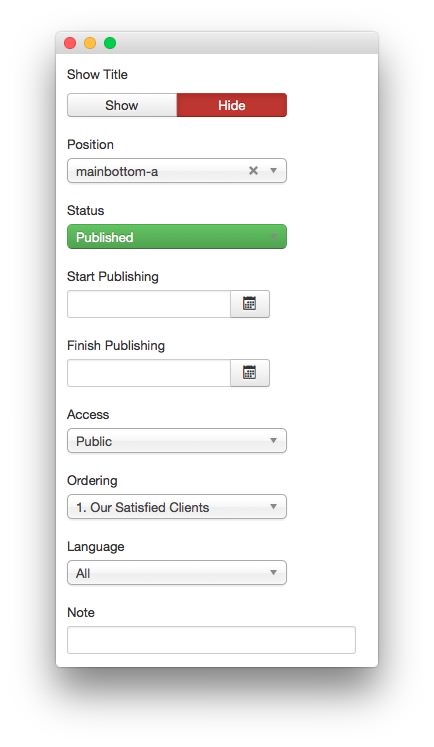 Show Title
Show Hide
Position
mainbottom-a
Status
Published
Start Publishing
Finish Publishing
Access
Public
Ordering
1. Our Satisfied Clients
Language
All
Note